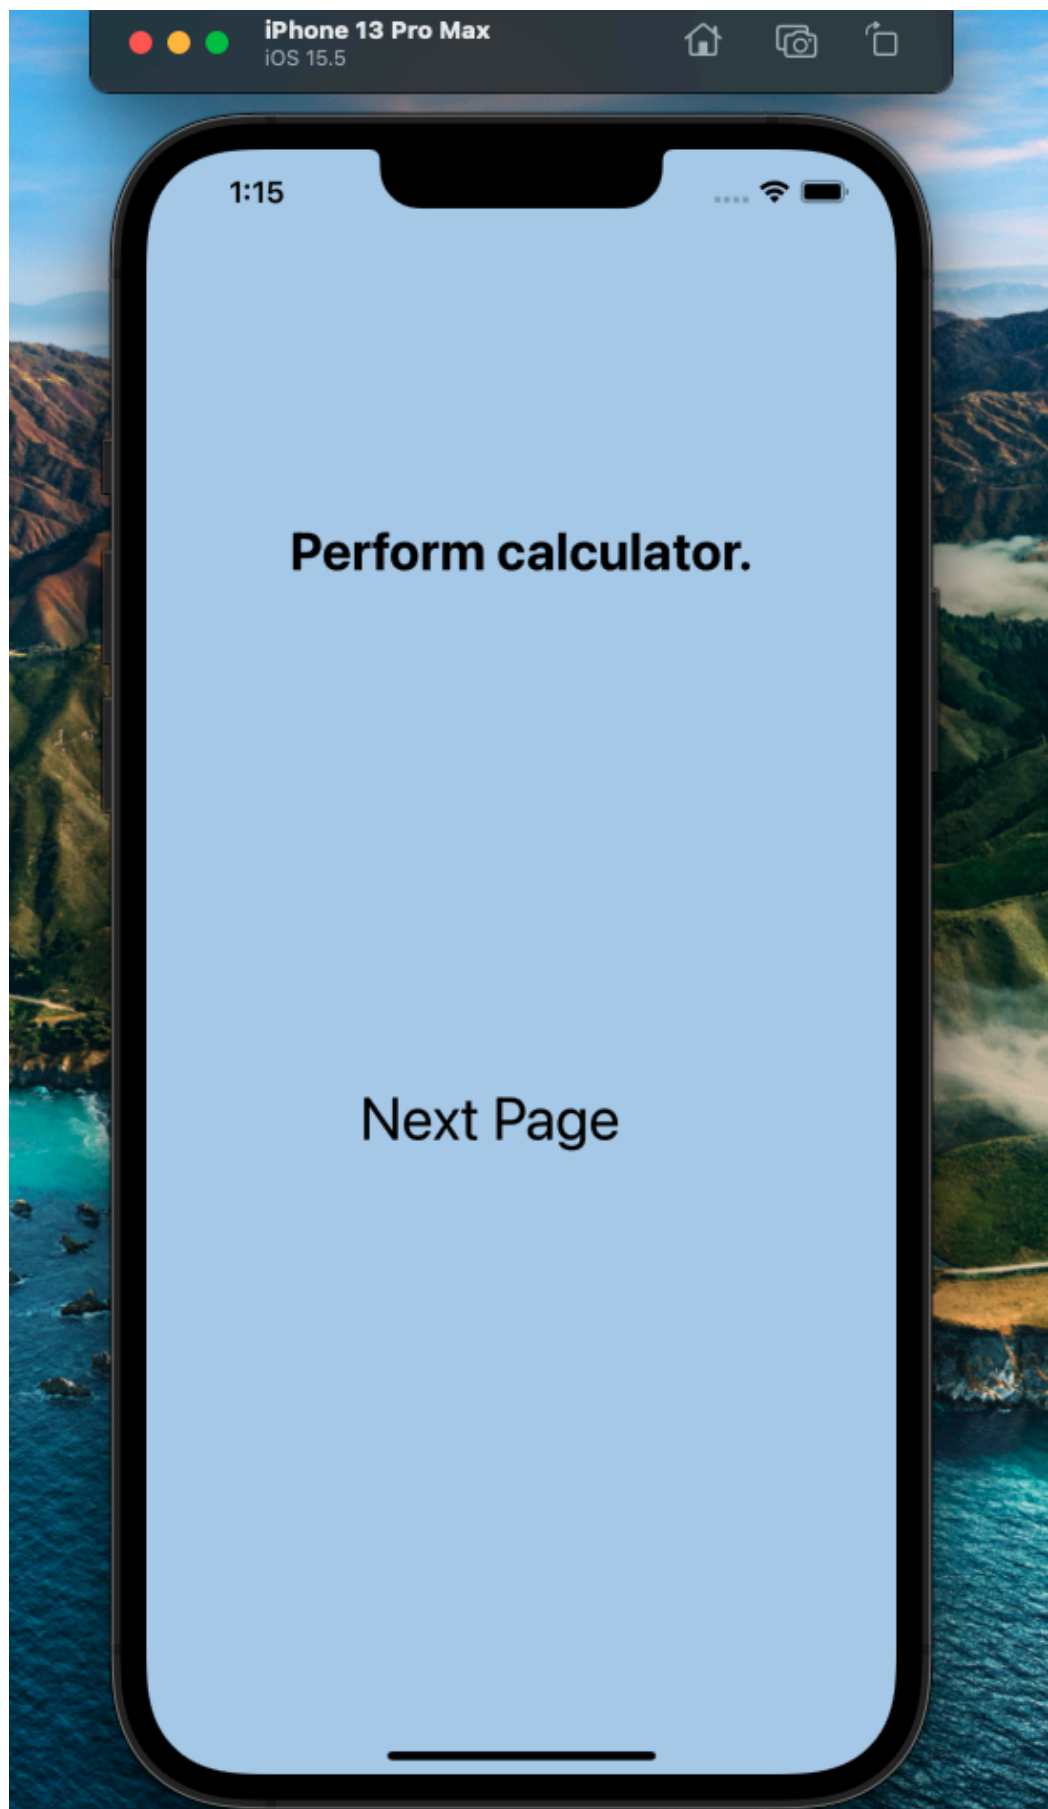 iPhone 13 Pro Max
iOS 15.5
1:15
Perform calculator.
Next Page